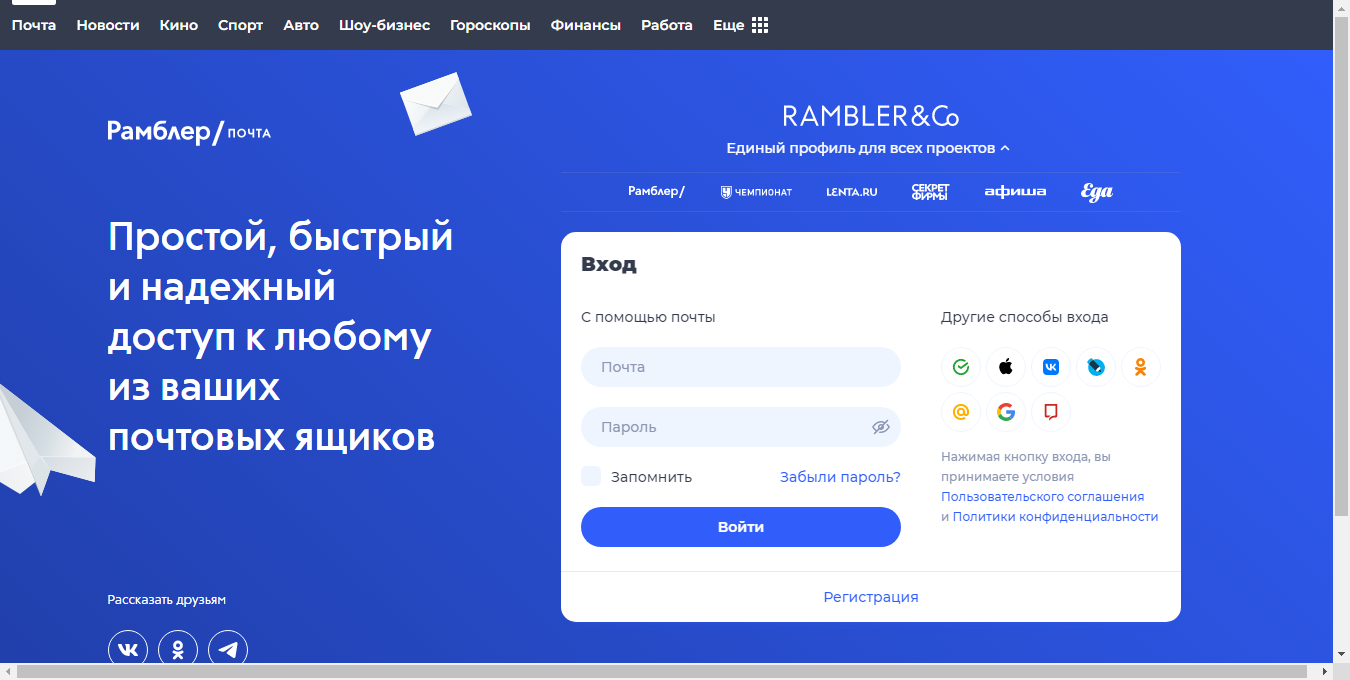 Почта Новости Кино Спорт Авто Шоу-бизнес Гороскопы Финансы Работа Еще
Рамблер/ПОЧТА
Простой, быстрый
и надежный
доступ к любому
из ваших
почтовых ящиков
Рассказать друзьям
RAMBLER&Co
Единый профиль для всех проектов
Рамблер/ ЧЕМПИОНАТ LENTA.RU СЕКРЕТ ФИРМЫ афиша Еда
Вход
С помощью почты
Почта
Пароль
Запомнить Забыли пароль?
Войти
Другие способы входа
Нажимая кнопку входа, вы
принимаете условия
Пользовательского соглашения
и Политики конфиденциальности
Регистрация